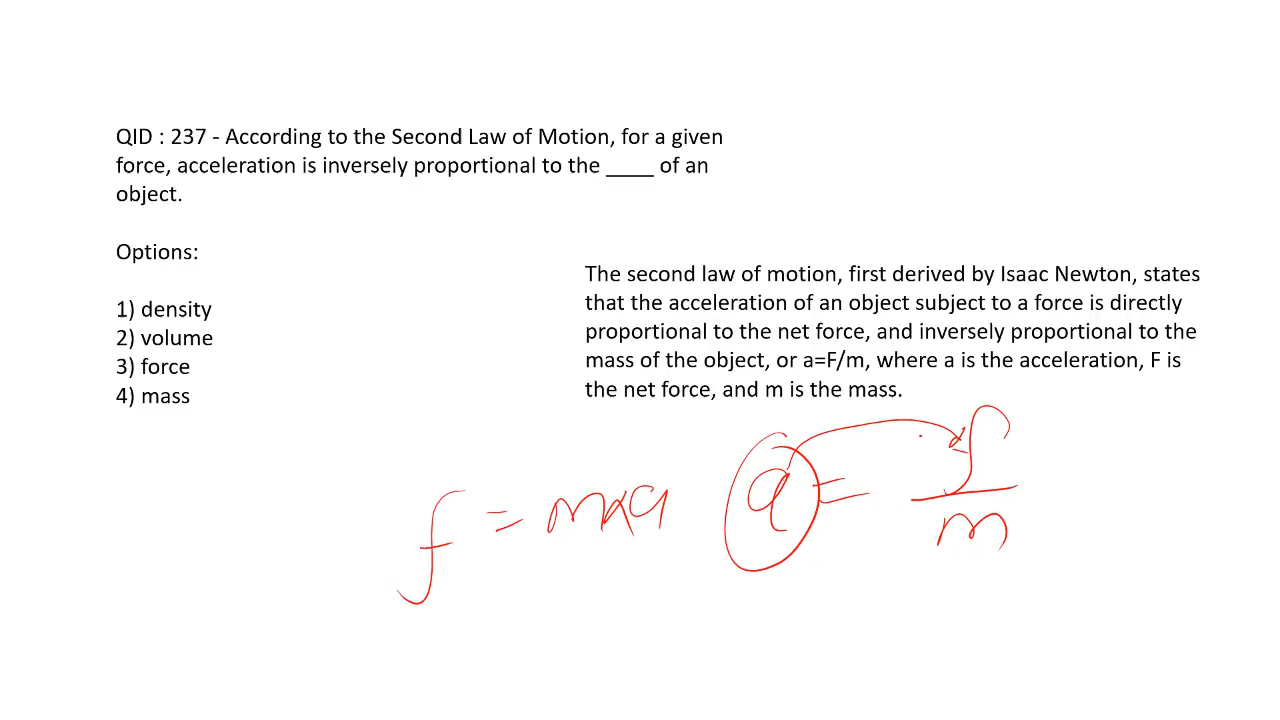 QID : 237 - According to the Second Law of Motion, for a given
force, acceleration is inversely proportional to the ____ of an
object.
Options:
1) density
2) volume
3) force
4) mass
The second law of motion, first derived by Isaac Newton, states
that the acceleration of an object subject to a force is directly
proportional to the net force, and inversely proportional to the
mass of the object, or a=F/m, where a is the acceleration, F is
the net force, and m is the mass.
f = m x a
a = f
m